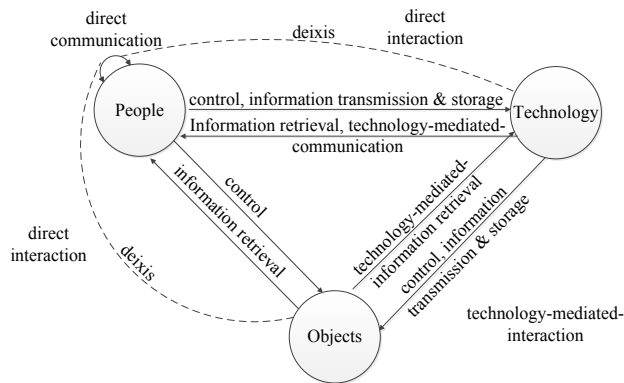 direct
communication
deixis
direct
interaction
People
control, information transmission & storage
Technology
Information retrieval, technology-mediated-
communication
control
information retrieval
technology-mediated-
information retrieval
control, information
transmission & storage
direct
interaction
deixis
Objects
technology-mediated-
interaction